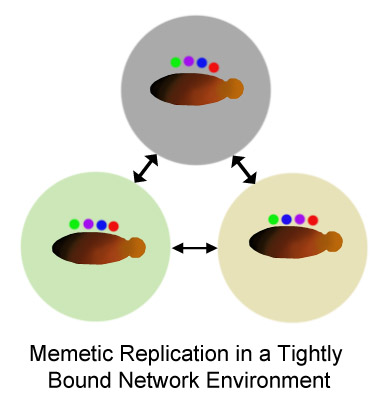 Memetic Replication in a Tightly
Bound Network Environment